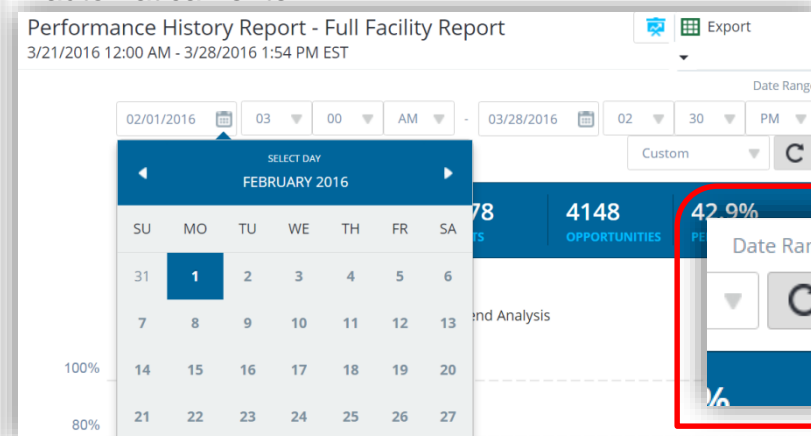 Performance History Report - Full Facility Report
Export
3/21/2016 12:00 AM - 3/28/2016 1:54 PM EST
Date Range
02/01/2016 03 00 AM - 03/28/2016 02 30 PM
Custom
SELECT DAY
FEBRUARY 2016
78 4148 42.9%
TS OPPORTUNITIES PE
SU MO TU WE TH FR SA
Date Ran
31 1 2 3 4 5 6
7 8 9 10 11 12 13
end Analysis
100%
14 15 16 17 18 19 20
%
21 22 23 24 25 26 27
80%